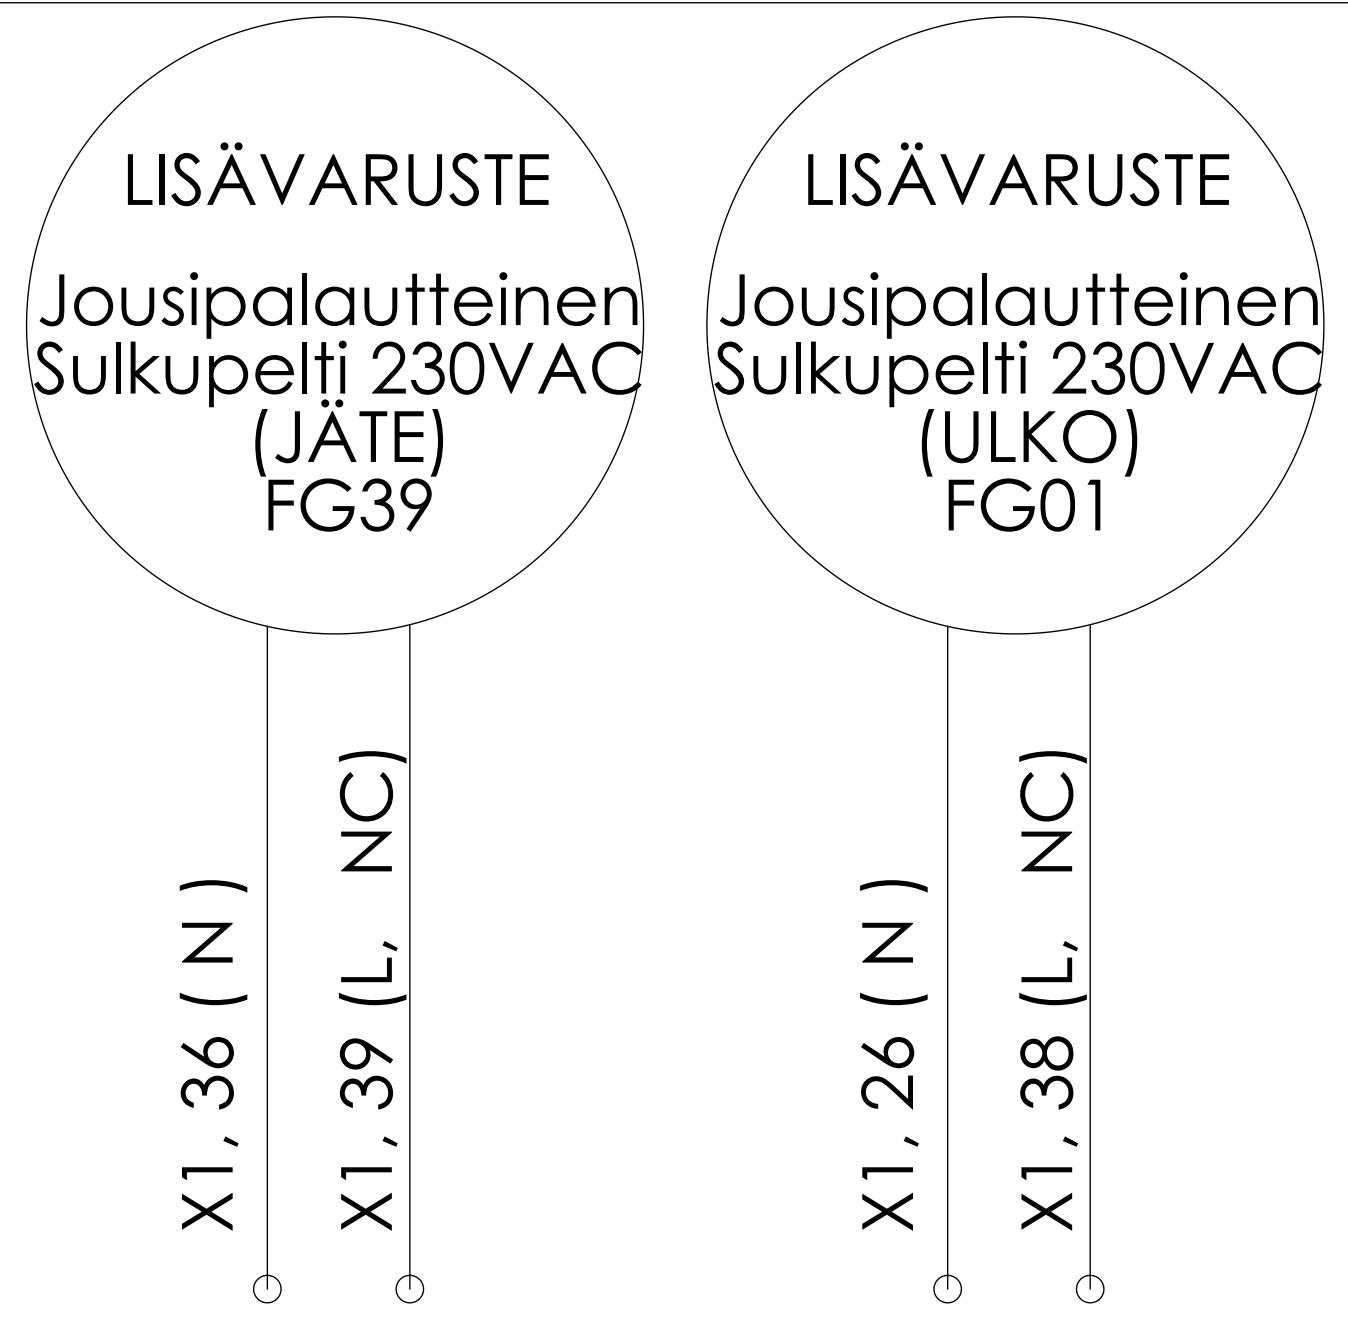 LISÄVARUSTE
Jousipalautteinen
Sulkupelti 230VAC
(JÄTE)
FG39
X1, 36 ( N )
X1, 39 (L, NC)
LISÄVARUSTE
Jousipalautteinen
Sulkupelti 230VAC
(ULKO)
FG01
X1, 26 ( N )
X1, 38 (L, NC)